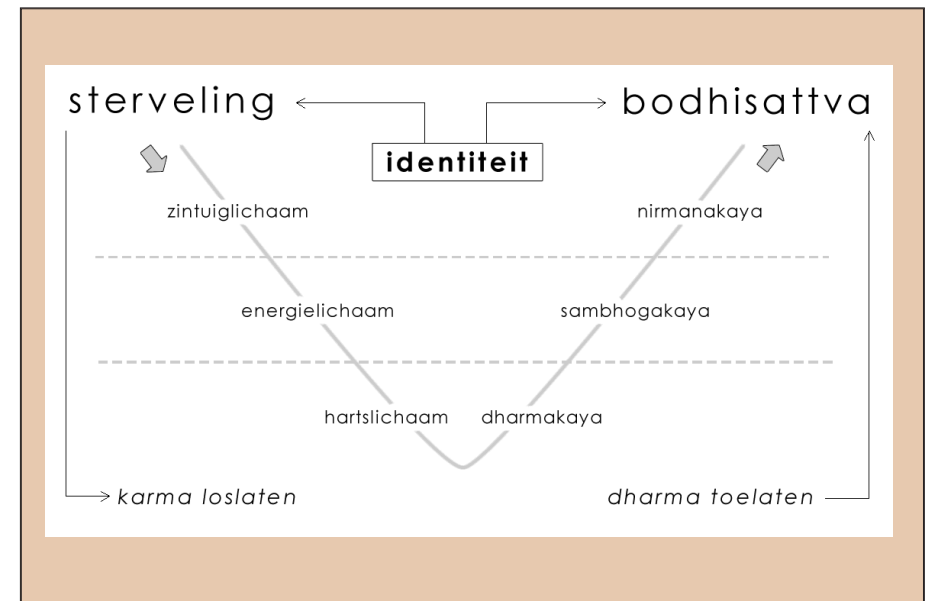 sterveling
bodhisattva
identiteit
zintuiglichaam
nirmanakaya
energielichaam
sambhogakaya
hartslichaam
dharmakaya
karma loslaten
dharma toelaten